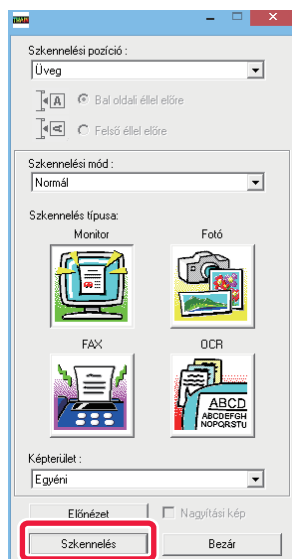 Szkennelési pozíció :
Üveg
A Bal oldali éllel előre
A Felső éllel előre
Szkennelési mód :
Normál
Szkennelés típusa:
Monitor Fotó
FAX OCR
ABCD
ABCDEFGH
NOPQRSTU
Képterület :
Egyéni
Előnézet Nagyítási kép
Szkennelés Bezár